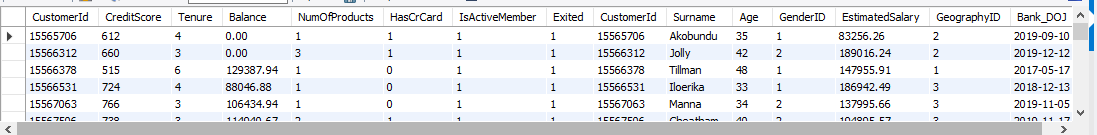 CustomerId CreditScore Tenure Balance NumOfProducts HasCrCard IsActiveMember Exited CustomerId Surname Age GenderID EstimatedSalary GeographyID Bank_DOJ
15565706 612 4 0.00 1 1 1 1 15565706 Akobundu 35 1 83256.26 2 2019-09-10
15566312 660 3 0.00 3 1 1 1 15566312 Jolly 42 2 189016.24 2 2019-12-12
15566378 515 6 129387.94 1 0 1 1 15566378 Tillman 48 1 147955.91 1 2017-05-17
15566531 724 4 88046.88 1 0 1 1 15566531 Iloerika 33 1 186942.49 3 2018-12-13
15567063 766 3 106434.94 1 0 1 1 15567063 Manna 34 2 137995.66 3 2019-11-05